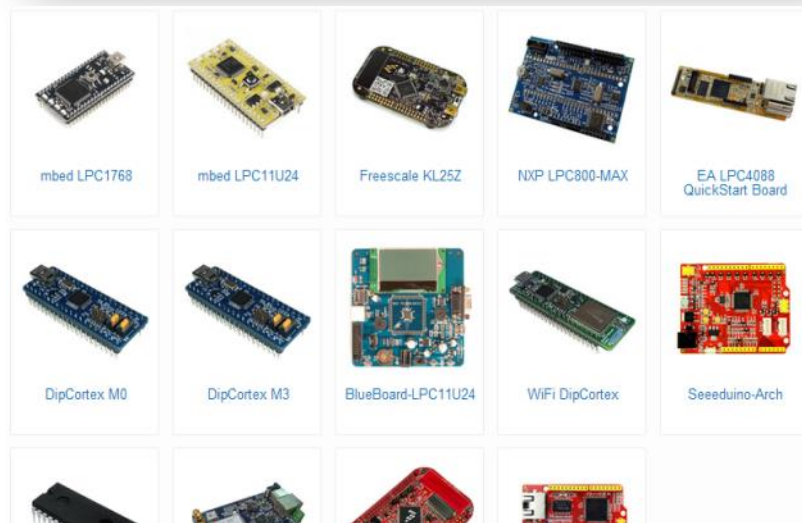 mbed LPC1768
mbed LPC11U24
Freescale KL25Z
NXP LPC800-MAX
EA LPC4088
QuickStart Board
DipCortex M0
DipCortex M3
BlueBoard-LPC11U24
WiFi DipCortex
Seeeduino-Arch